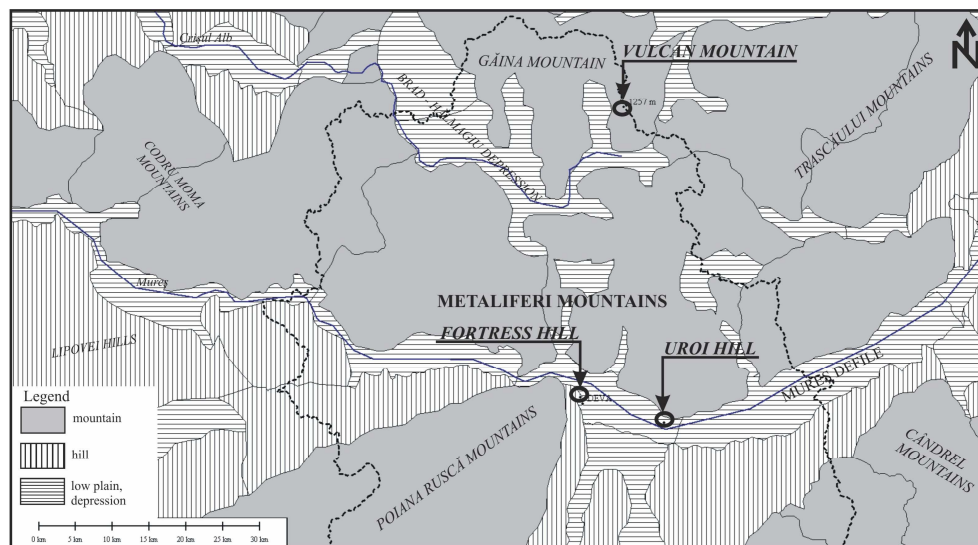 Crişul Alb
GĂINA MOUNTAIN
VULCAN MOUNTAIN
N
1257 m
BRAD - HĂLMAGIU DEPRESSION
TRASCĂULUI MOUNTAINS
CODRU MOMA
MOUNTAINS
Mureş
METALIFERI MOUNTAINS
FORTRESS HILL
UROI HILL
LIPOVEI HILLS
DEVA
MUREŞ DEFILE
POIANA RUSCĂ MOUNTAINS
CÂNDREL
MOUNTAINS
Legend
mountain
hill
low plain,
depression
0 km 5 km 10 km 15 km 20 km 25 km 30 km